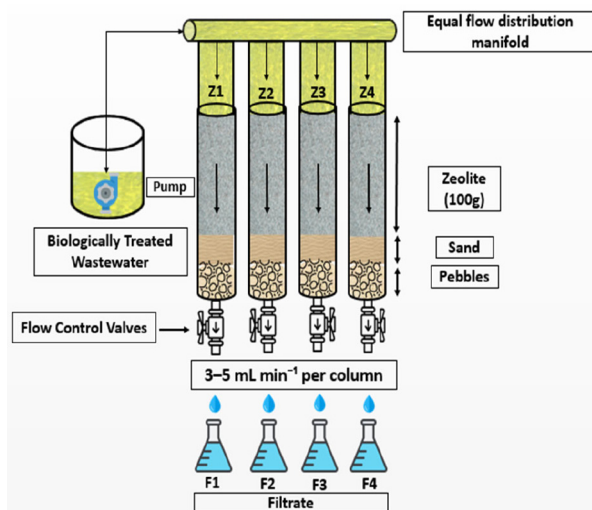 Equal flow distribution
manifold
Z1 Z2 Z3 Z4
Pump
Zeolite
(100g)
Biologically Treated
Wastewater
Sand
Pebbles
Flow Control Valves
3–5 mL min⁻¹ per column
F1 F2 F3 F4
Filtrate